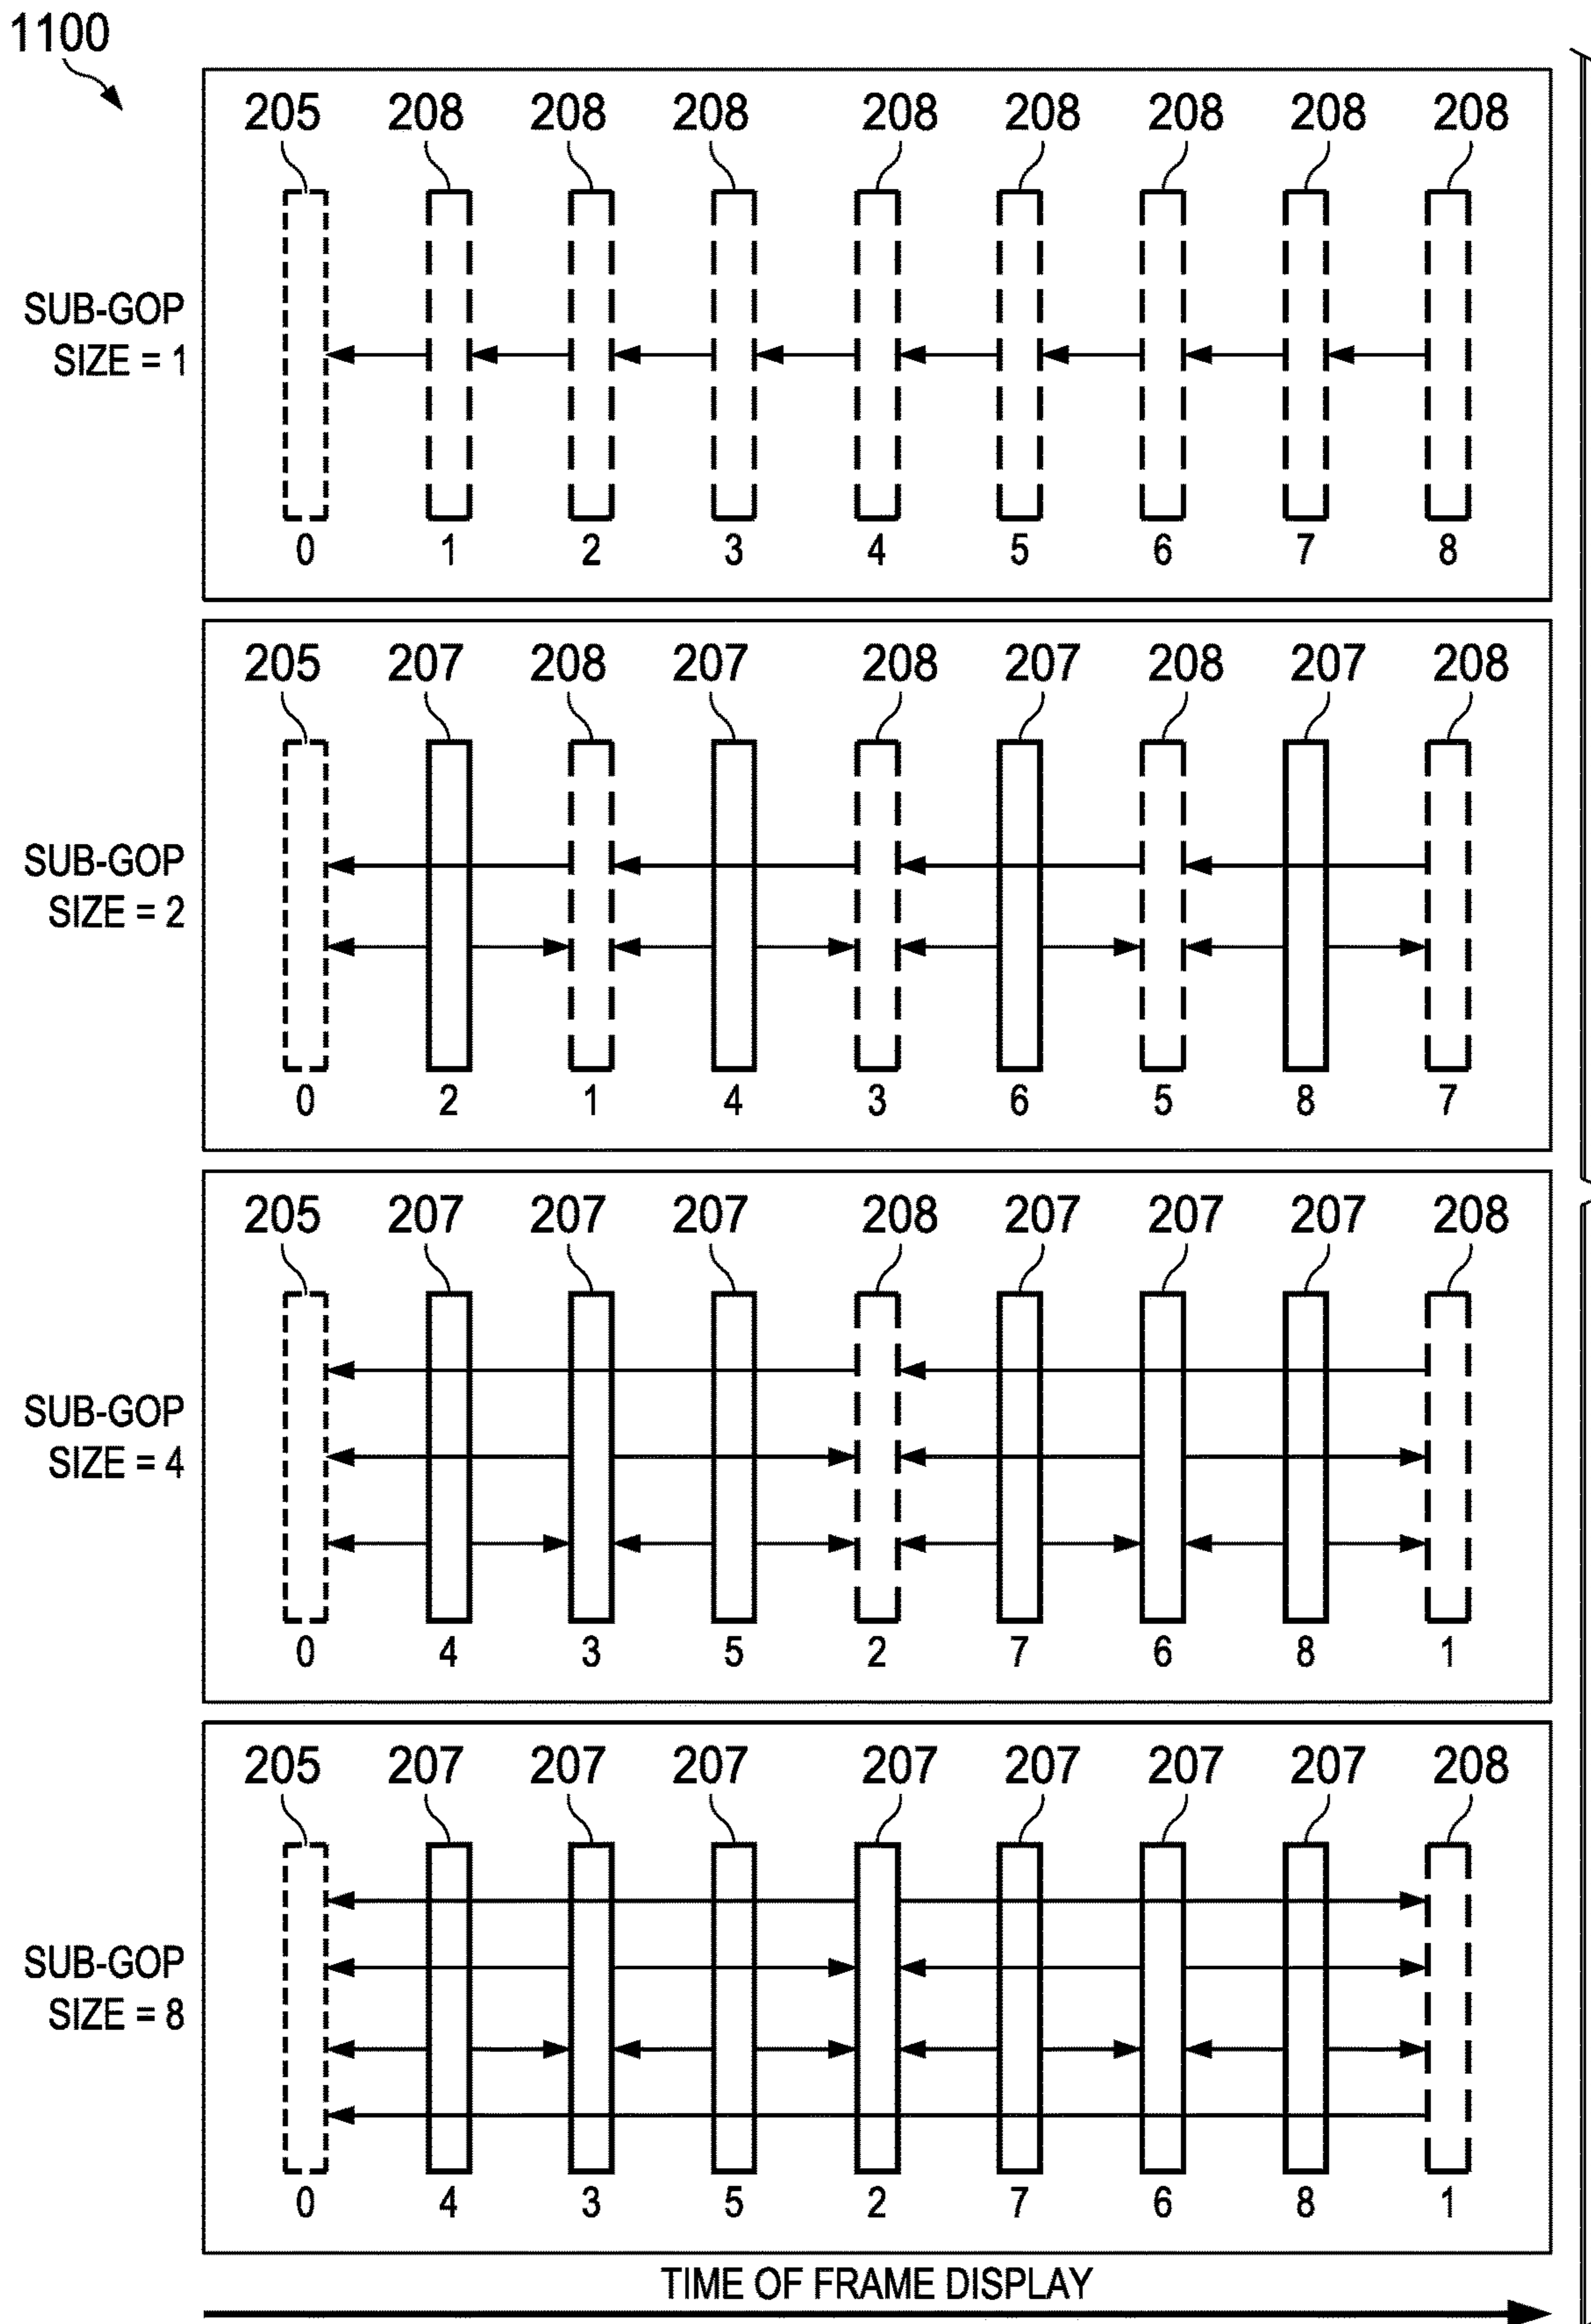 1100
205 208 208 208 208 208 208 208 208
SUB-GOP
SIZE = 1
0 1 2 3 4 5 6 7 8
205 207 208 207 208 207 208 207 208
SUB-GOP
SIZE = 2
0 2 1 4 3 6 5 8 7
205 207 207 207 208 207 207 207 208
SUB-GOP
SIZE = 4
0 4 3 5 2 7 6 8 1
205 207 207 207 207 207 207 207 208
SUB-GOP
SIZE = 8
0 4 3 5 2 7 6 8 1
TIME OF FRAME DISPLAY